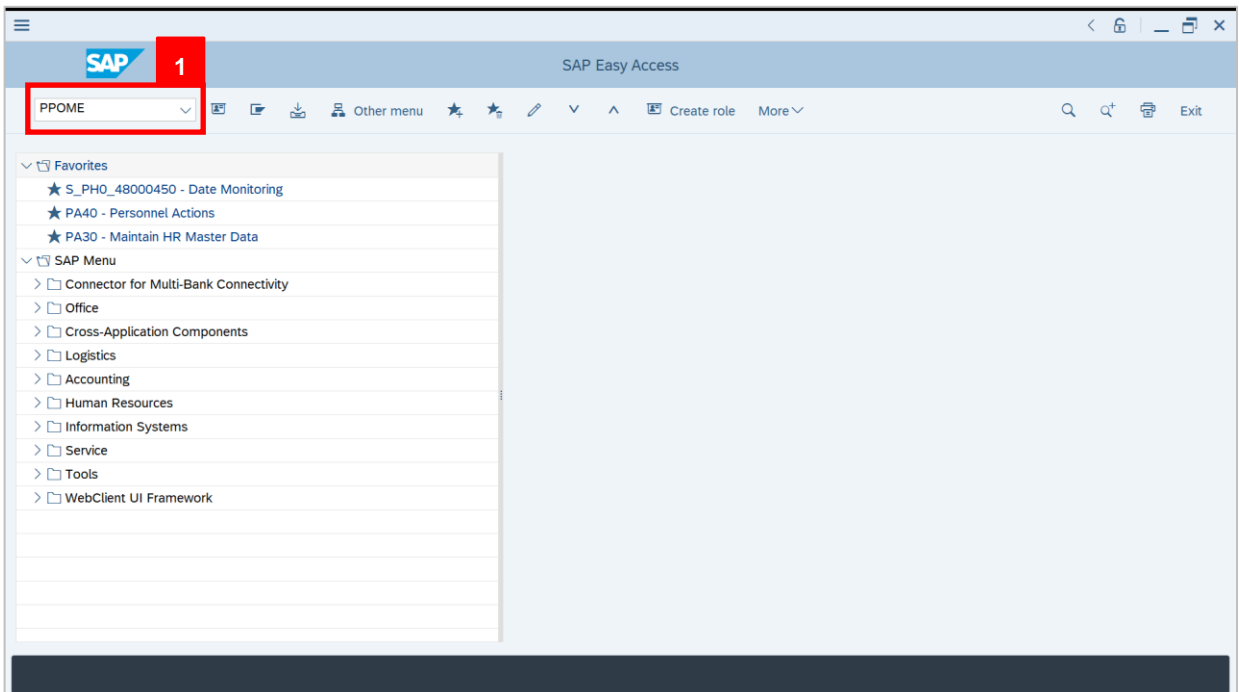 SAP
1
SAP Easy Access
PPOME
Other menu
Create role
More
Exit
Favorites
S_PH0_48000450 - Date Monitoring
PA40 - Personnel Actions
PA30 - Maintain HR Master Data
SAP Menu
Connector for Multi-Bank Connectivity
Office
Cross-Application Components
Logistics
Accounting
Human Resources
Information Systems
Service
Tools
WebClient UI Framework